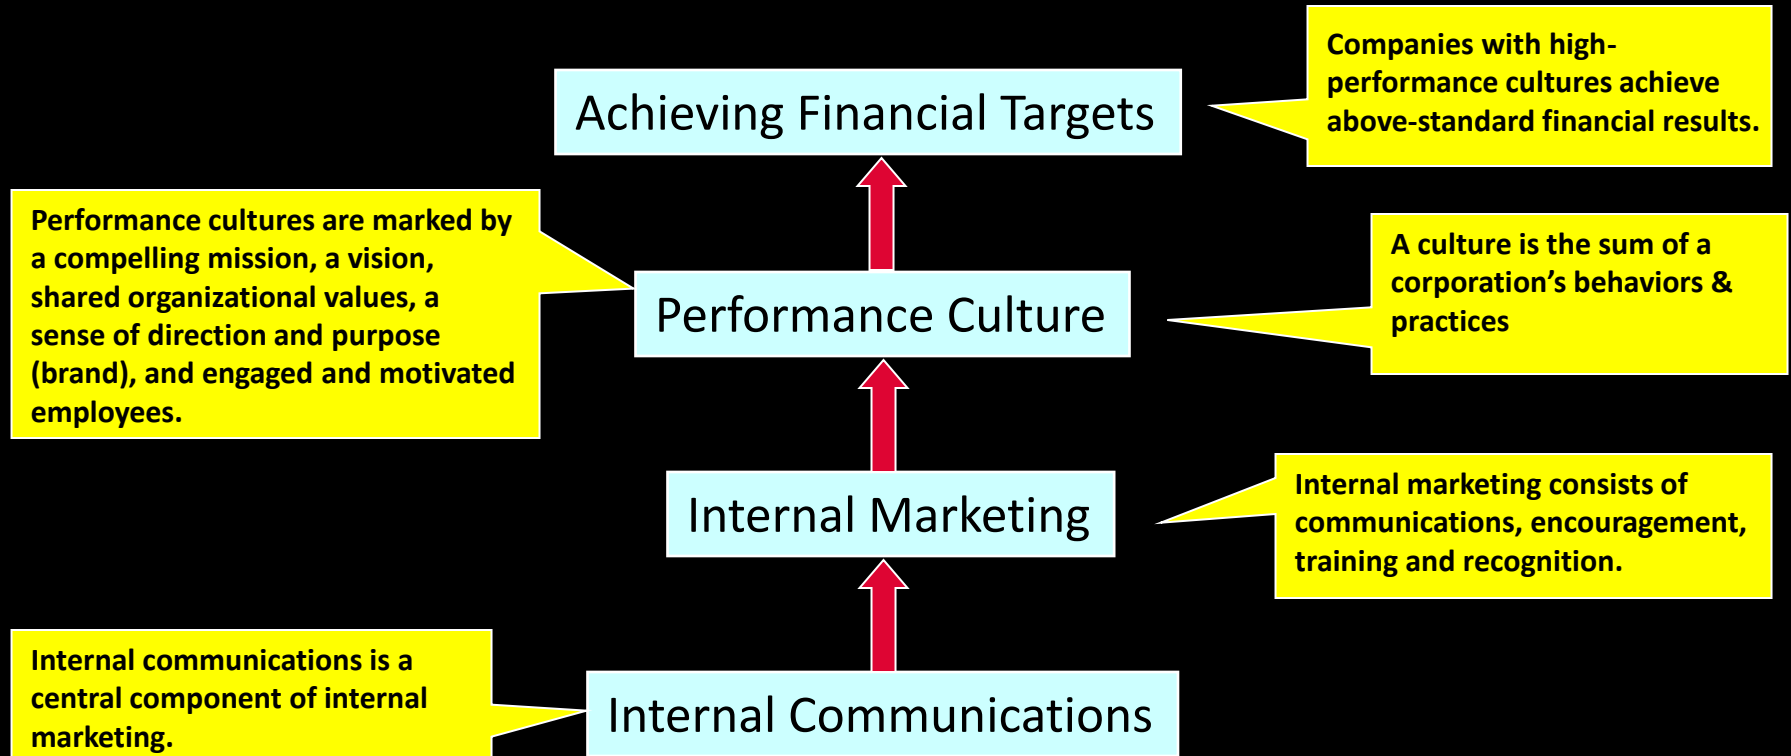 Companies with high-
performance cultures achieve
above-standard financial results.
Achieving Financial Targets
Performance cultures are marked by
a compelling mission, a vision,
shared organizational values, a
sense of direction and purpose
(brand), and engaged and motivated
employees.
A culture is the sum of a
corporation’s behaviors &
practices
Performance Culture
Internal Marketing
Internal marketing consists of
communications, encouragement,
training and recognition.
Internal communications is a
central component of internal
marketing.
Internal Communications